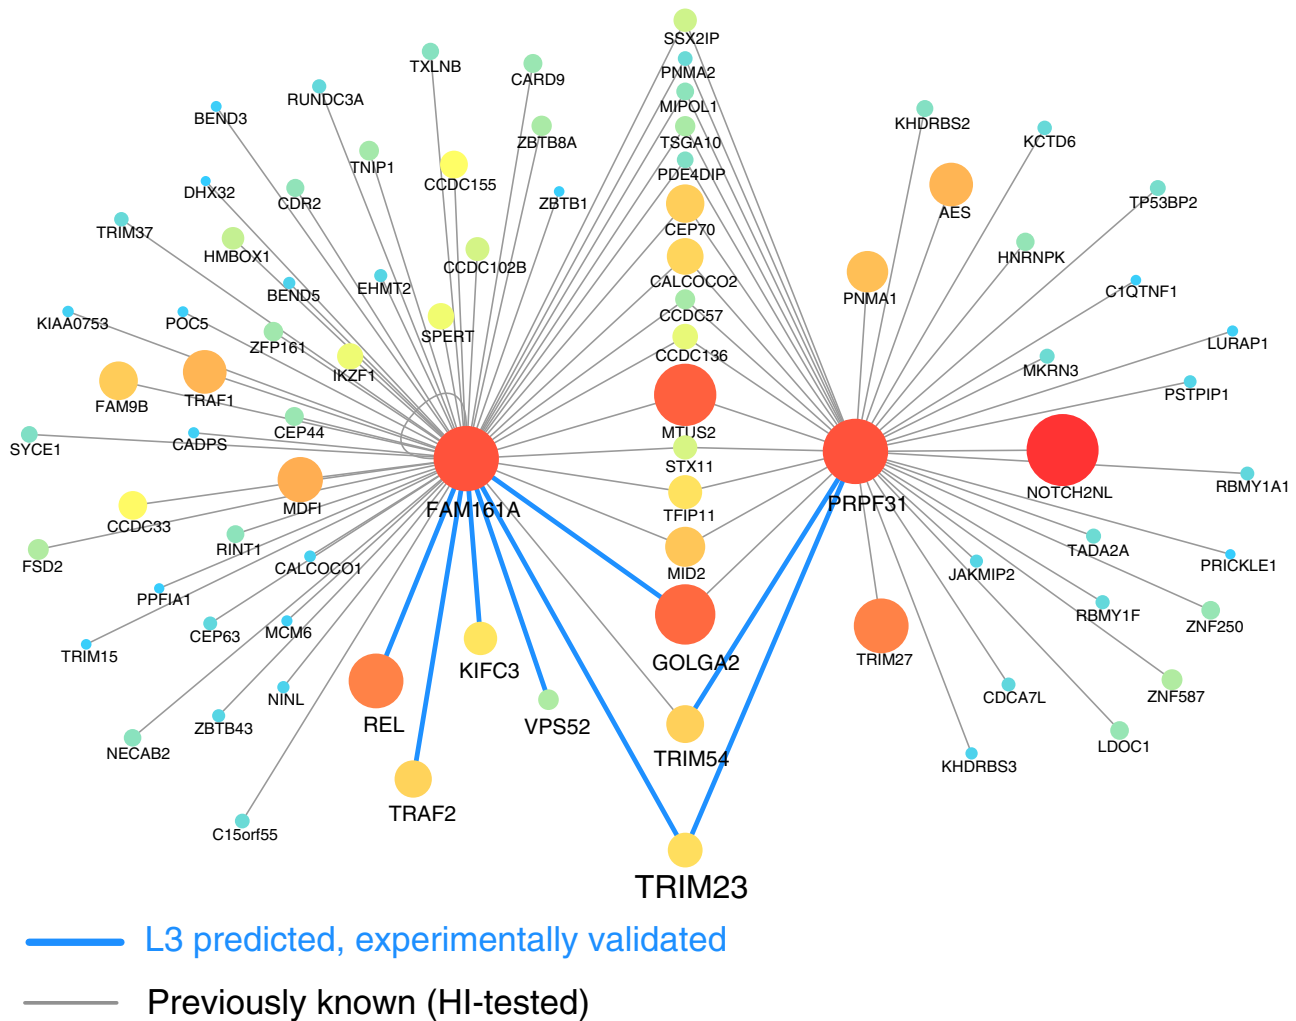 SSX2IP
TXLNB
PNMA2
CARD9
RUNDC3A
MIPOL1
BEND3
KHDRBS2
ZBTB8A
TSGA10
KCTD6
TNIP1
PDE4DIP
CCDC155
DHX32
CDR2
ZBTB1
TP53BP2
AES
TRIM37
CEP70
HMBOX1
HNRNPK
CCDC102B
CALCOCO2
BEND5
EHMT2
PNMA1
C1QTNF1
KIAA0753
POC5
CCDC57
SPERT
ZFP161
LURAP1
CCDC136
IKZF1
MKRN3
PSTPIP1
FAM9B
TRAF1
CEP44
MTUS2
CADPS
SYCE1
STX11
RBMY1A1
NOTCH2NL
FAM161A
PRPF31
MDFI
TFIP11
CCDC33
RINT1
TADA2A
FSD2
CALCOCO1
MID2
JAKMIP2
PRICKLE1
PPFIA1
RBMY1F
CEP63
MCM6
ZNF250
TRIM15
KIFC3
GOLGA2
TRIM27
NINL
CDCA7L
ZNF587
REL
VPS52
ZBTB43
NECAB2
TRIM54
LDOC1
KHDRBS3
TRAF2
C15orf55
TRIM23
L3 predicted, experimentally validated
Previously known (HI-tested)